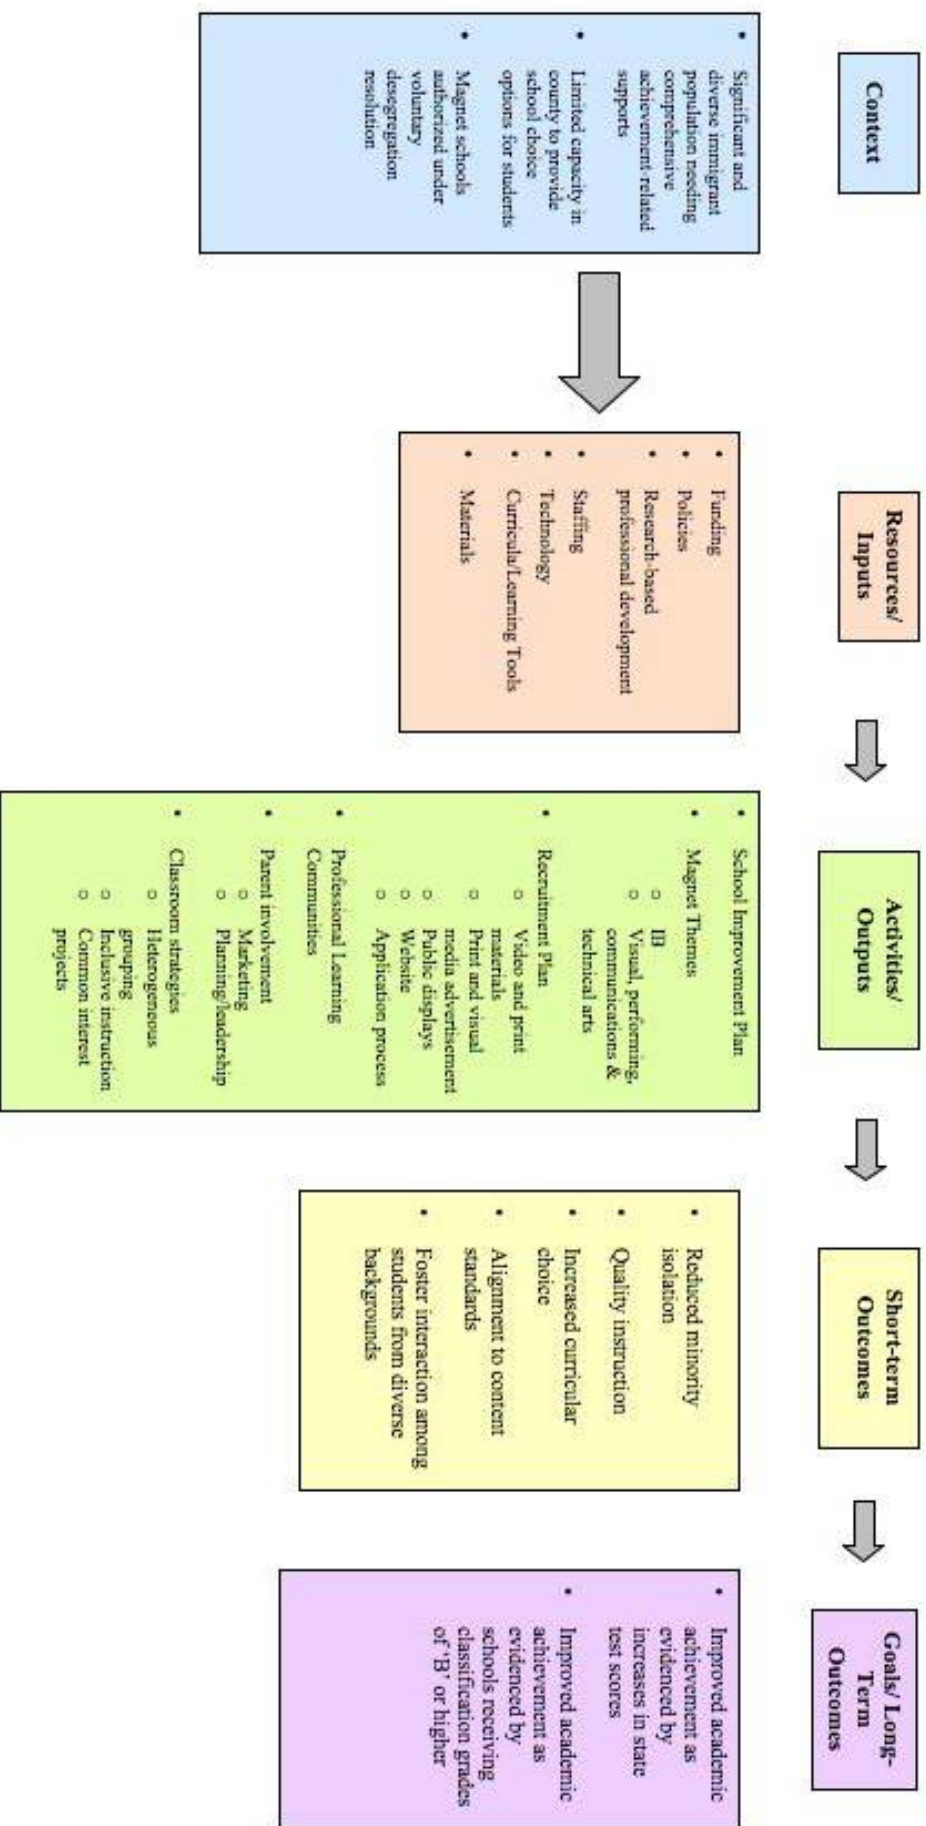 Context
Significant and
diverse immigrant
population needing
comprehensive
achievement-related
supports
Limited capacity in
county to provide
school choice
options for students
Magnet schools
authorized under
voluntary
desegregation
resolution
Resources/
Inputs
Funding
Policies
Research-based
professional development
Staffing
Technology
Curricula/Learning Tools
Materials
Activities/
Outputs
School Improvement Plan
Magnet Themes
IB
Visual, performing,
communications &
technical arts
Recruitment Plan
Video and print
materials
Print and visual
media advertisement
Public displays
Website
Application process
Professional Learning
Communities
Parent involvement
Marketing
Planning/leadership
Classroom strategies
Heterogeneous
grouping
Inclusive instruction
Common interest
projects
Short-term
Outcomes
Reduced minority
isolation
Quality instruction
Increased curricular
choice
Alignment to content
standards
Foster interaction among
students from diverse
backgrounds
Goals/ Long-
Term
Outcomes
Improved academic
achievement as
evidenced by
increases in state
test scores
Improved academic
achievement as
evidenced by
schools receiving
classification grades
of 'B' or higher